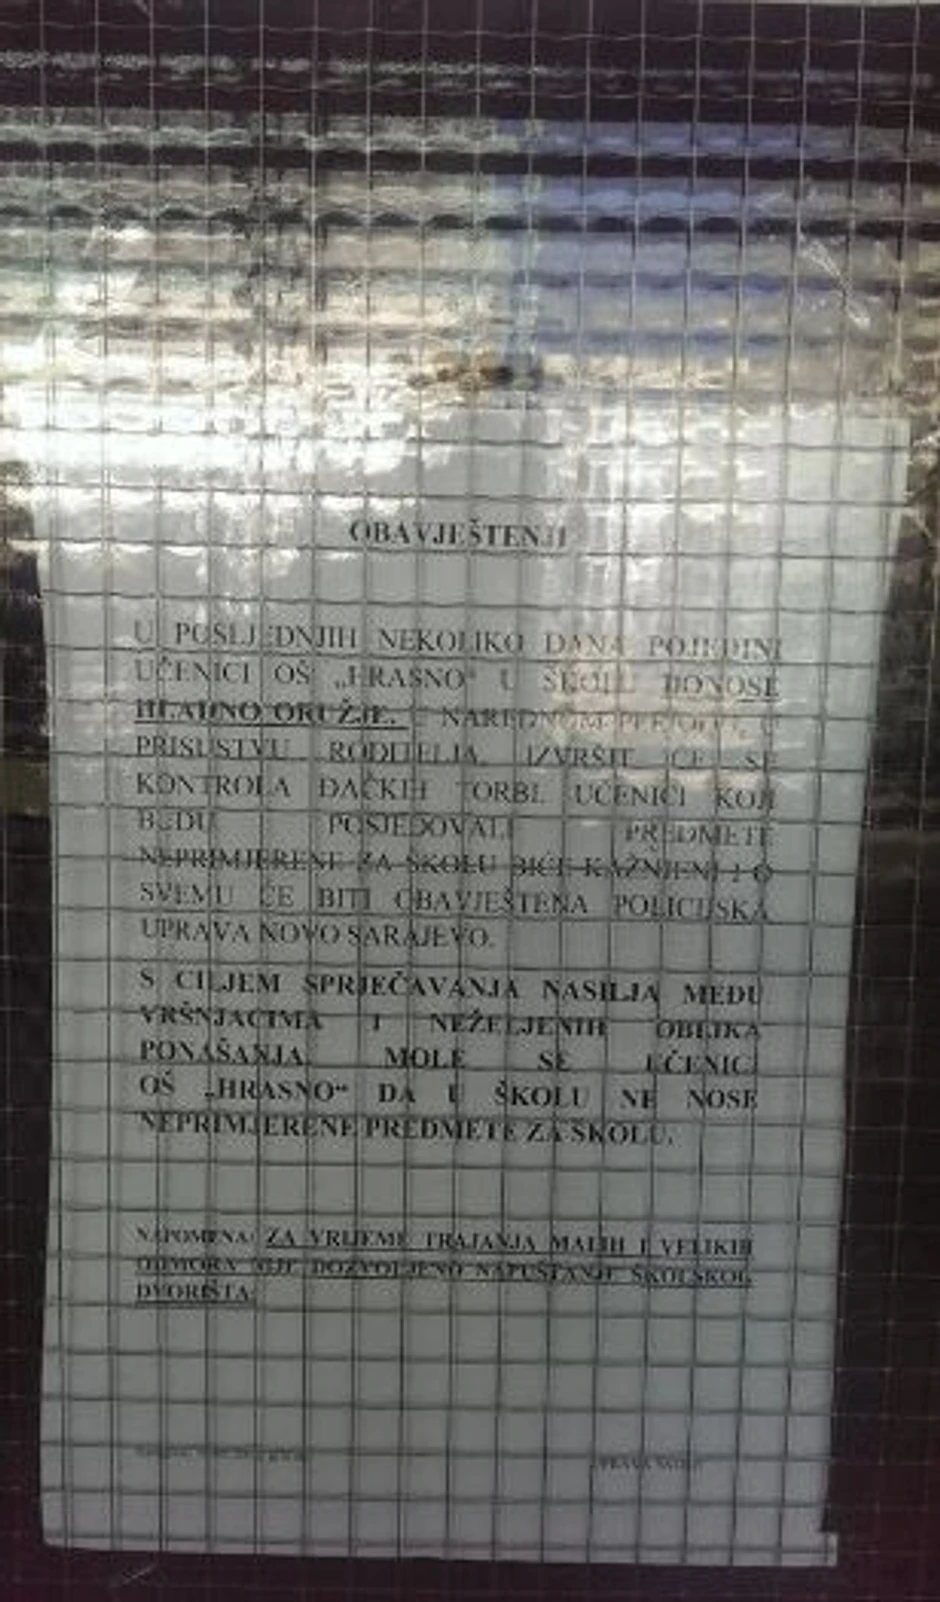 OBAVJEŠTENJE
U POSLJEDNJIH NEKOLIKO DANA POJEDINI
UČENICI OŠ „HRASNO“ U ŠKOLU DONOSE
HLADNO ORUŽJE. U NAREDNOM PERIODU, U
PRISUSTVU RODITELJA, IZVRŠIT ĆE SE
KONTROLA ĐAČKIH TORBI. UČENICI KOJI
BUDU POSJEDOVALI PREDMETE
NEPRIMJERENE ZA ŠKOLU BIĆE KAŽNJENI I O
SVEMU ĆE BITI OBAVJEŠTENA POLICIJSKA
UPRAVA NOVO SARAJEVO.
S CILJEM SPRJEČAVANJA NASILJA MEĐU
VRŠNJACIMA I NEŽELJENIH OBLIKA
PONAŠANJA, MOLE SE UČENICI
OŠ „HRASNO“ DA U ŠKOLU NE NOSE
NEPRIMJERENE PREDMETE ZA ŠKOLU.
NAPOMENA: ZA VRIJEME TRAJANJA MALIH I VELIKIH
ODMORA NIJE DOZVOLJENO NAPUŠTANJE ŠKOLSKOG
DVORIŠTA.
UPRAVA ŠKOLE